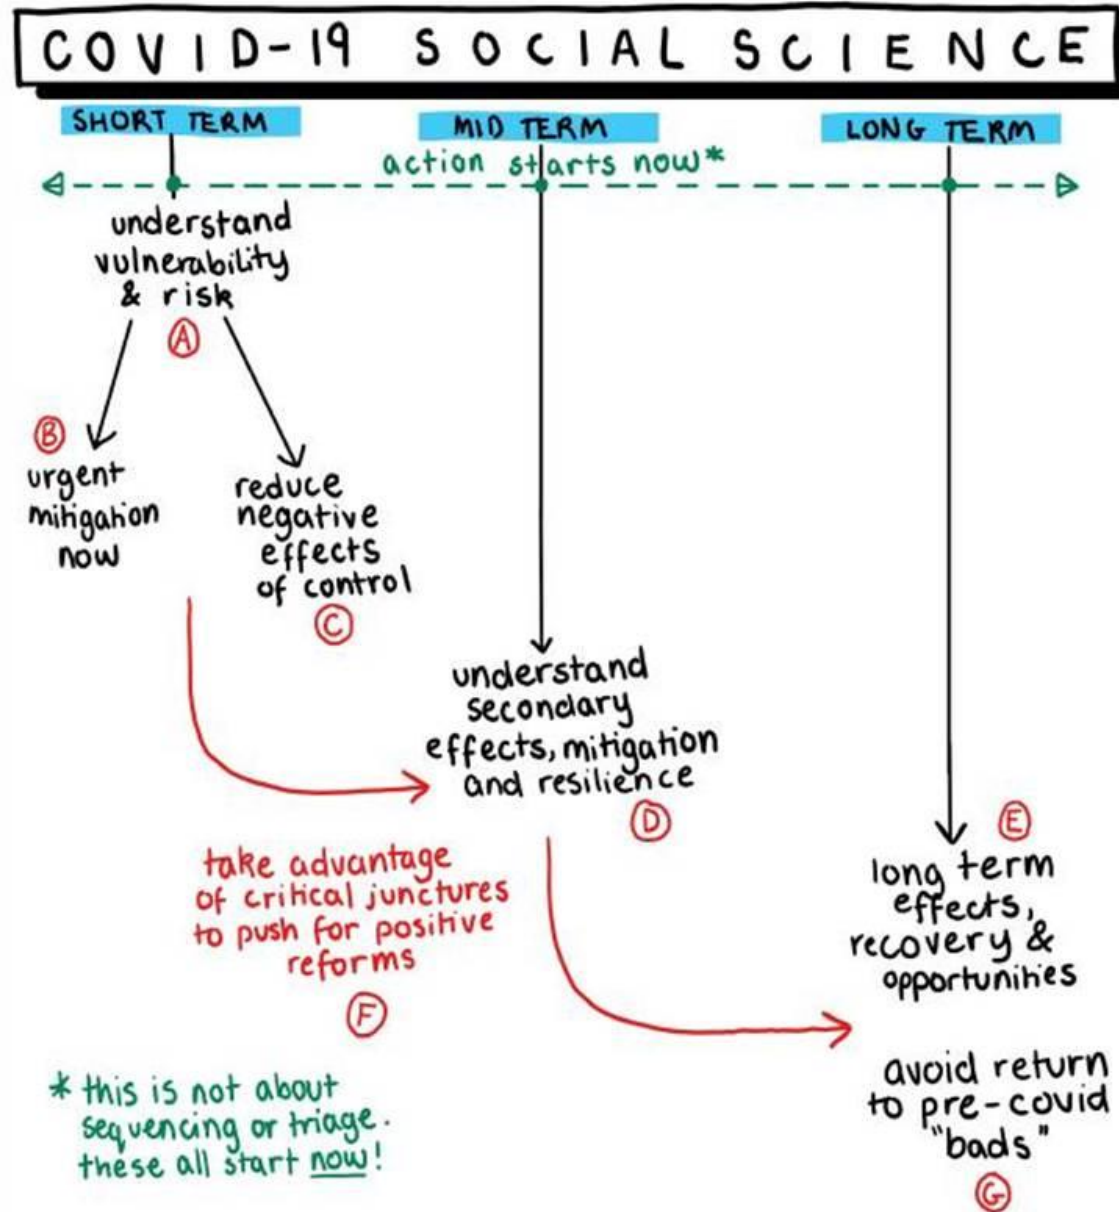 COVID-19 SOCIAL SCIENCE
SHORT TERM
MID TERM
LONG TERM
action starts now*
understand
vulnerability
& risk
A
B
urgent
mitigation
now
reduce
negative
effects
of control
C
understand
secondary
effects, mitigation
and resilience
D
E
long term
effects,
recovery &
opportunities
take advantage
of critical junctures
to push for positive
reforms
F
avoid return
to pre-covid
"bads"
G
* this is not about
sequencing or triage.
these all start now!